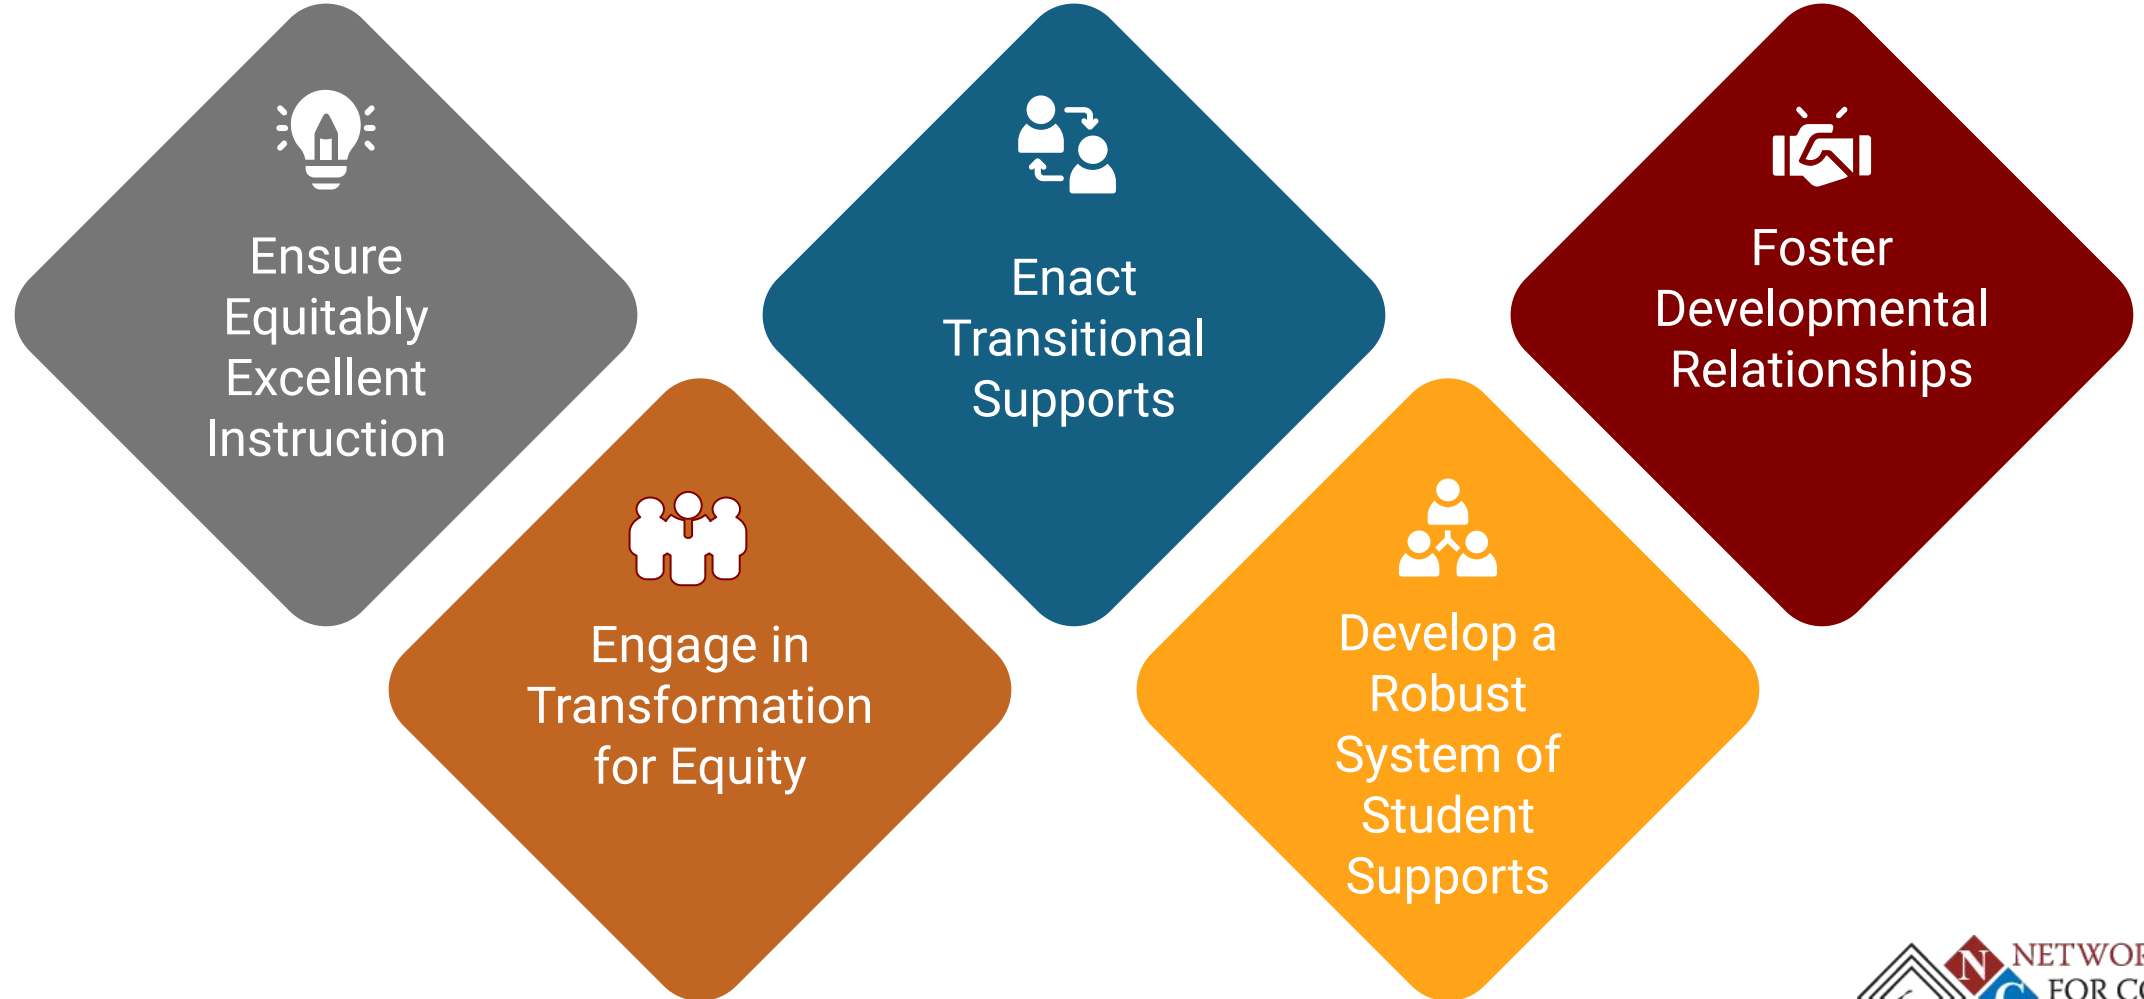 Ensure
Equitably
Excellent
Instruction
Engage in
Transformation
for Equity
Enact
Transitional
Supports
Develop a
Robust
System of
Student
Supports
Foster
Developmental
Relationships
N
C
FOR